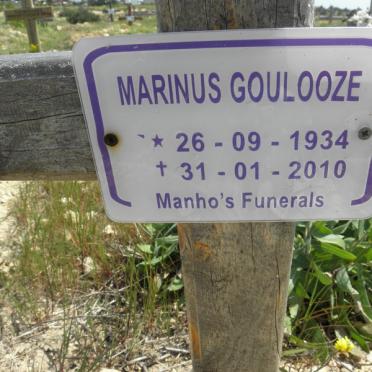 MARINUS GOULOOZE
* 26 - 09 - 1934
† 31 - 01 - 2010
Manho's Funerals